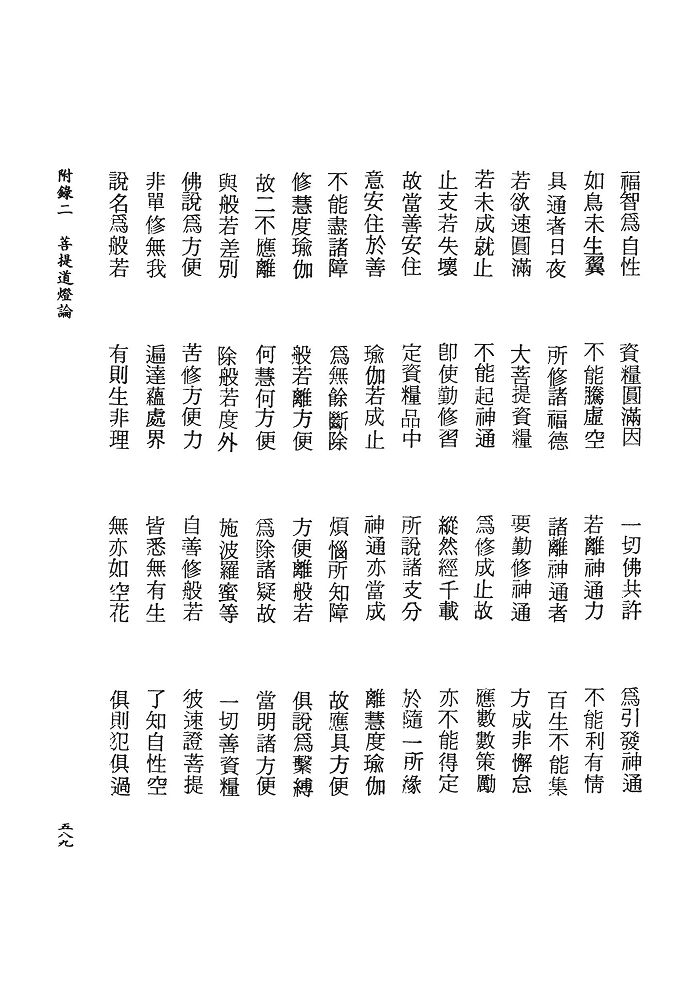 福智爲自性　資糧圓滿因　一切佛共許　爲引發神通
如鳥未生翼　不能騰虛空　若離神通力　不能利有情
具通者日夜　所修諸福德　諸離神通者　百生不能集
若欲速圓滿　大菩提資糧　要勤修神通　方成非懈怠
若未成就止　不能起神通　爲修成止故　應數數策勵
止支若失壞　卽使勤修習　縱然經千載　亦不能得定
故當善安住　定資糧品中　所說諸支分　於隨一所緣
意安住於善　瑜伽若成止　神通亦當成　離慧度瑜伽
不能盡諸障　爲無餘斷除　煩惱所知障　故應具方便
修慧度瑜伽　般若離方便　方便離般若　俱說爲繫縛
故二不應離　何慧何方便　爲除諸疑故　當明諸方便
與般若差別　除般若度外　施波羅蜜等　一切善資糧
佛說爲方便　苦修方便力　自善修般若　彼速證菩提
非單修無我　遍達蘊處界　皆悉無有生　了知自性空
說名爲般若　有則生非理　無亦如空花　俱則犯俱過
附錄二　菩提道燈論
五八九